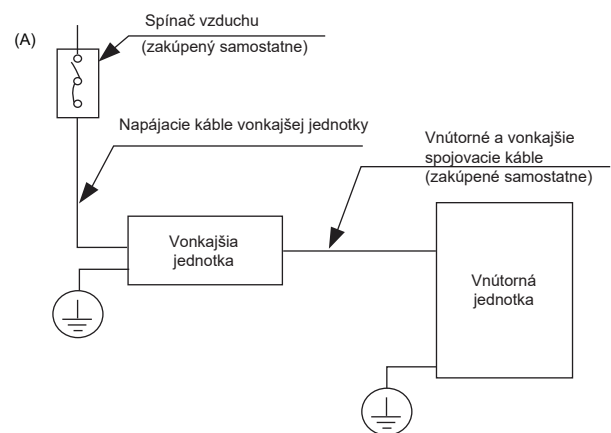 (A)
Spínač vzduchu
(zakúpený samostatne)
Napájacie káble vonkajšej jednotky
Vnútorné a vonkajšie
spojovacie káble
(zakúpené samostatne)
Vonkajšia
jednotka
Vnútorná
jednotka